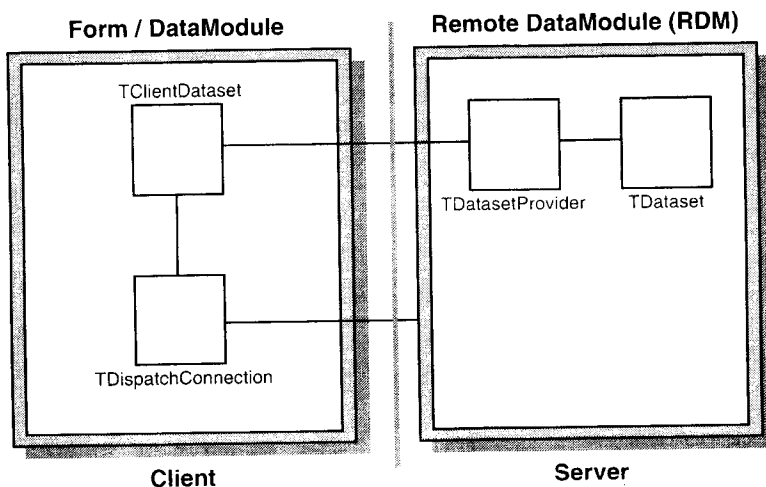 Form / DataModule
Remote DataModule (RDM)
TClientDataset
TDatasetProvider
TDataset
TDispatchConnection
Client
Server